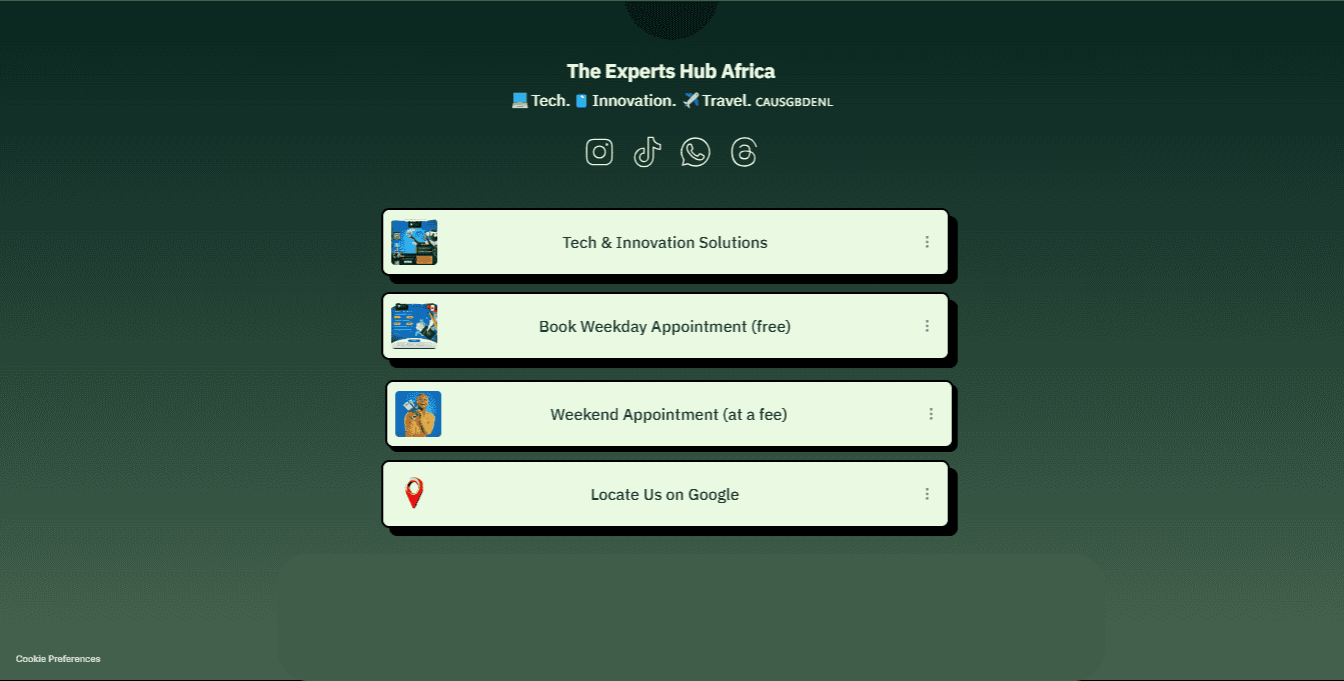 The Experts Hub Africa
💻 Tech. 📘 Innovation. ✈️ Travel. CAUSGBDENL
Tech & Innovation Solutions
Book Weekday Appointment (free)
Weekend Appointment (at a fee)
Locate Us on Google
Cookie Preferences